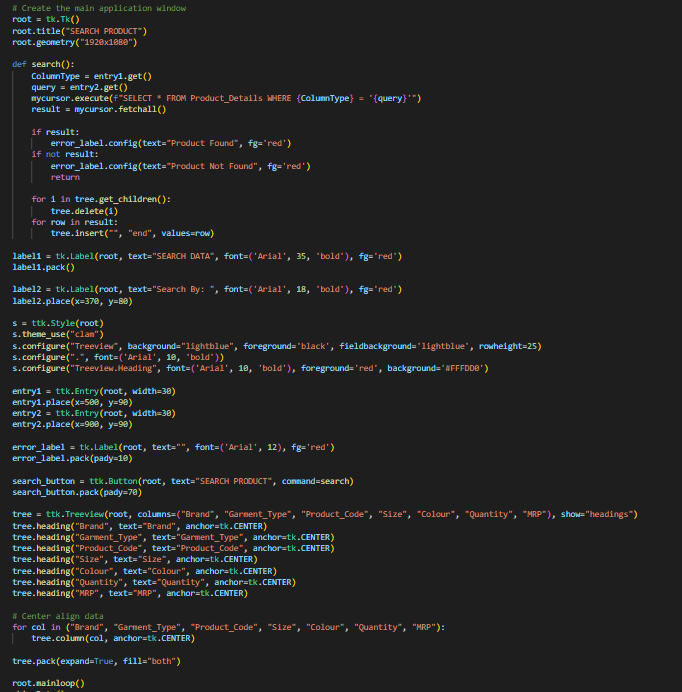 # Create the main application window
root = tk.Tk()
root.title("SEARCH PRODUCT")
root.geometry("1920x1080")
def search():
ColumnType = entry1.get()
query = entry2.get()
mycursor.execute(f"SELECT * FROM Product_Details WHERE {ColumnType} = '{query}'")
result = mycursor.fetchall()
if result:
error_label.config(text="Product Found", fg='red')
if not result:
error_label.config(text="Product Not Found", fg='red')
return
for i in tree.get_children():
tree.delete(i)
for row in result:
tree.insert("", "end", values=row)
label1 = tk.Label(root, text="SEARCH DATA", font=('Arial', 35, 'bold'), fg='red')
label1.pack()
label2 = tk.Label(root, text="Search By: ", font=('Arial', 18, 'bold'), fg='red')
label2.place(x=370, y=80)
s = ttk.Style(root)
s.theme_use("clam")
s.configure("Treeview", background="lightblue", foreground='black', fieldbackground='lightblue', rowheight=25)
s.configure(".", font=('Arial', 10, 'bold'))
s.configure("Treeview.Heading", font=('Arial', 10, 'bold'), foreground='red', background='#FFFDD0')
entry1 = ttk.Entry(root, width=30)
entry1.place(x=500, y=90)
entry2 = ttk.Entry(root, width=30)
entry2.place(x=900, y=90)
error_label = tk.Label(root, text="", font=('Arial', 12), fg='red')
error_label.pack(pady=10)
search_button = ttk.Button(root, text="SEARCH PRODUCT", command=search)
search_button.pack(pady=70)
tree = ttk.Treeview(root, columns=("Brand", "Garment_Type", "Product_Code", "Size", "Colour", "Quantity", "MRP"), show="headings")
tree.heading("Brand", text="Brand", anchor=tk.CENTER)
tree.heading("Garment_Type", text="Garment_Type", anchor=tk.CENTER)
tree.heading("Product_Code", text="Product_Code", anchor=tk.CENTER)
tree.heading("Size", text="Size", anchor=tk.CENTER)
tree.heading("Colour", text="Colour", anchor=tk.CENTER)
tree.heading("Quantity", text="Quantity", anchor=tk.CENTER)
tree.heading("MRP", text="MRP", anchor=tk.CENTER)
# Center align data
for col in ("Brand", "Garment_Type", "Product_Code", "Size", "Colour", "Quantity", "MRP"):
tree.column(col, anchor=tk.CENTER)
tree.pack(expand=True, fill="both")
root.mainloop()